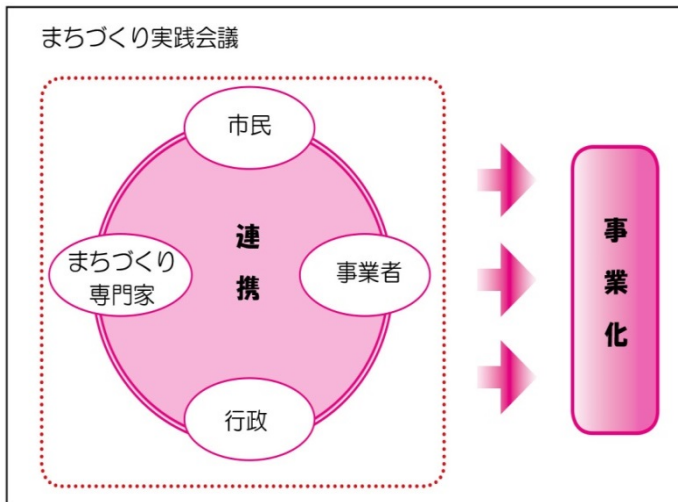 まちづくり実践会議
市民
連携
まちづくり
専門家
事業者
行政
事業化